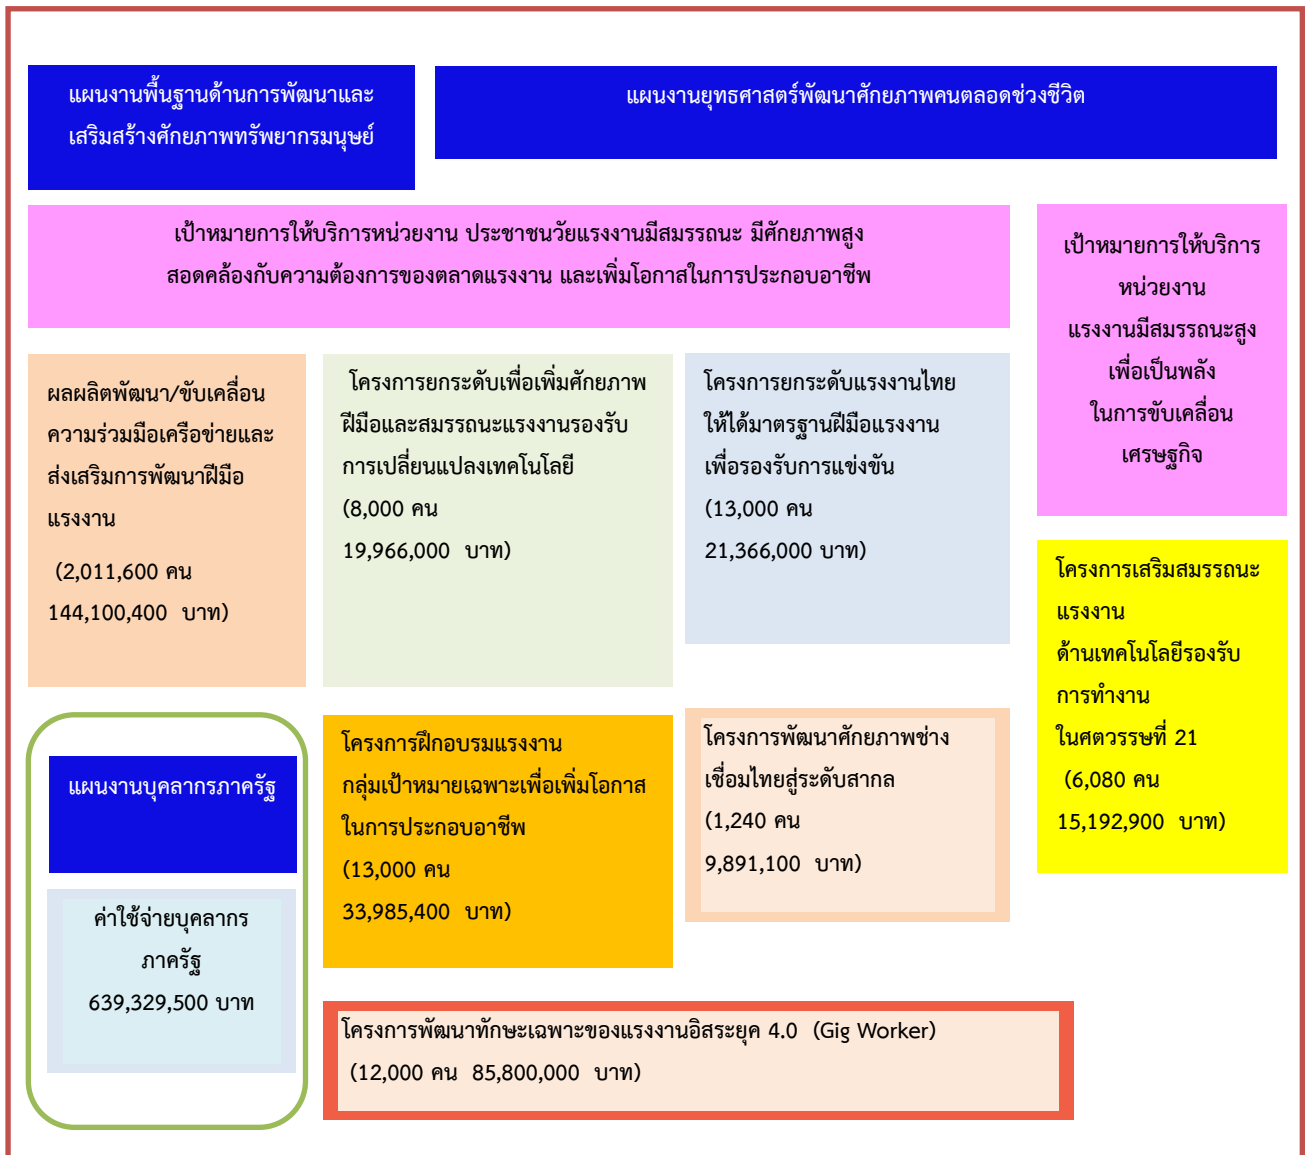 แผนงานพื้นฐานด้านการพัฒนาและ
เสริมสร้างศักยภาพทรัพยากรมนุษย์
แผนงานยุทธศาสตร์พัฒนาศักยภาพคนตลอดช่วงชีวิต
เป้าหมายการให้บริการหน่วยงาน ประชาชนวัยแรงงานมีสมรรถนะ มีศักยภาพสูง
สอดคล้องกับความต้องการของตลาดแรงงาน และเพิ่มโอกาสในการประกอบอาชีพ
เป้าหมายการให้บริการ
หน่วยงาน
แรงงานมีสมรรถนะสูง
เพื่อเป็นพลัง
ในการขับเคลื่อน
เศรษฐกิจ
ผลผลิตพัฒนา/ขับเคลื่อน
ความร่วมมือเครือข่ายและ
ส่งเสริมการพัฒนาฝีมือ
แรงงาน
(2,011,600 คน
144,100,400 บาท)
โครงการยกระดับเพื่อเพิ่มศักยภาพ
ฝีมือและสมรรถนะแรงงานรองรับ
การเปลี่ยนแปลงเทคโนโลยี
(8,000 คน
19,966,000 บาท)
โครงการยกระดับแรงงานไทย
ให้ได้มาตรฐานฝีมือแรงงาน
เพื่อรองรับการแข่งขัน
(13,000 คน
21,366,000 บาท)
โครงการเสริมสมรรถนะ
แรงงาน
ด้านเทคโนโลยีรองรับ
การทำงาน
ในศตวรรษที่ 21
(6,080 คน
15,192,900 บาท)
แผนงานบุคลากรภาครัฐ
ค่าใช้จ่ายบุคลากร
ภาครัฐ
639,329,500 บาท
โครงการฝึกอบรมแรงงาน
กลุ่มเป้าหมายเฉพาะเพื่อเพิ่มโอกาส
ในการประกอบอาชีพ
(13,000 คน
33,985,400 บาท)
โครงการพัฒนาศักยภาพช่าง
เชื่อมไทยสู่ระดับสากล
(1,240 คน
9,891,100 บาท)
โครงการพัฒนาทักษะเฉพาะของแรงงานอิสระยุค 4.0 (Gig Worker)
(12,000 คน 85,800,000 บาท)